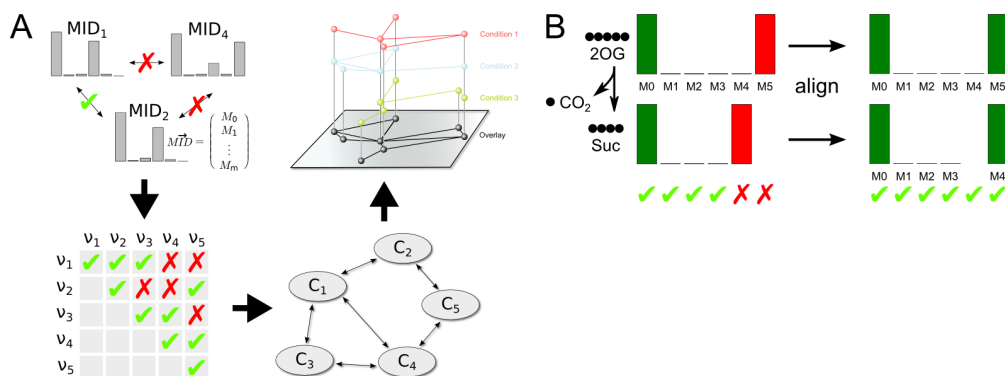 A
MID1
MID4
MID2
MID = ( M0 M1 ⋮ Mm )
Condition 1
Condition 2
Condition 3
Overlay
ν1 ν2 ν3 ν4 ν5
ν1 ✓ ✓ ✓ ✗ ✗
ν2 ✓ ✗ ✗ ✓
ν3 ✓ ✓ ✗
ν4 ✓ ✓
ν5 ✓
C1
C2
C3
C4
C5
B
2OG
CO2
Suc
M0 M1 M2 M3 M4 M5
M0 M1 M2 M3 M4
✓ ✓ ✓ ✓ ✗ ✗
align
M0 M1 M2 M3 M4 M5
M0 M1 M2 M3 M4
✓ ✓ ✓ ✓ ✓ ✓